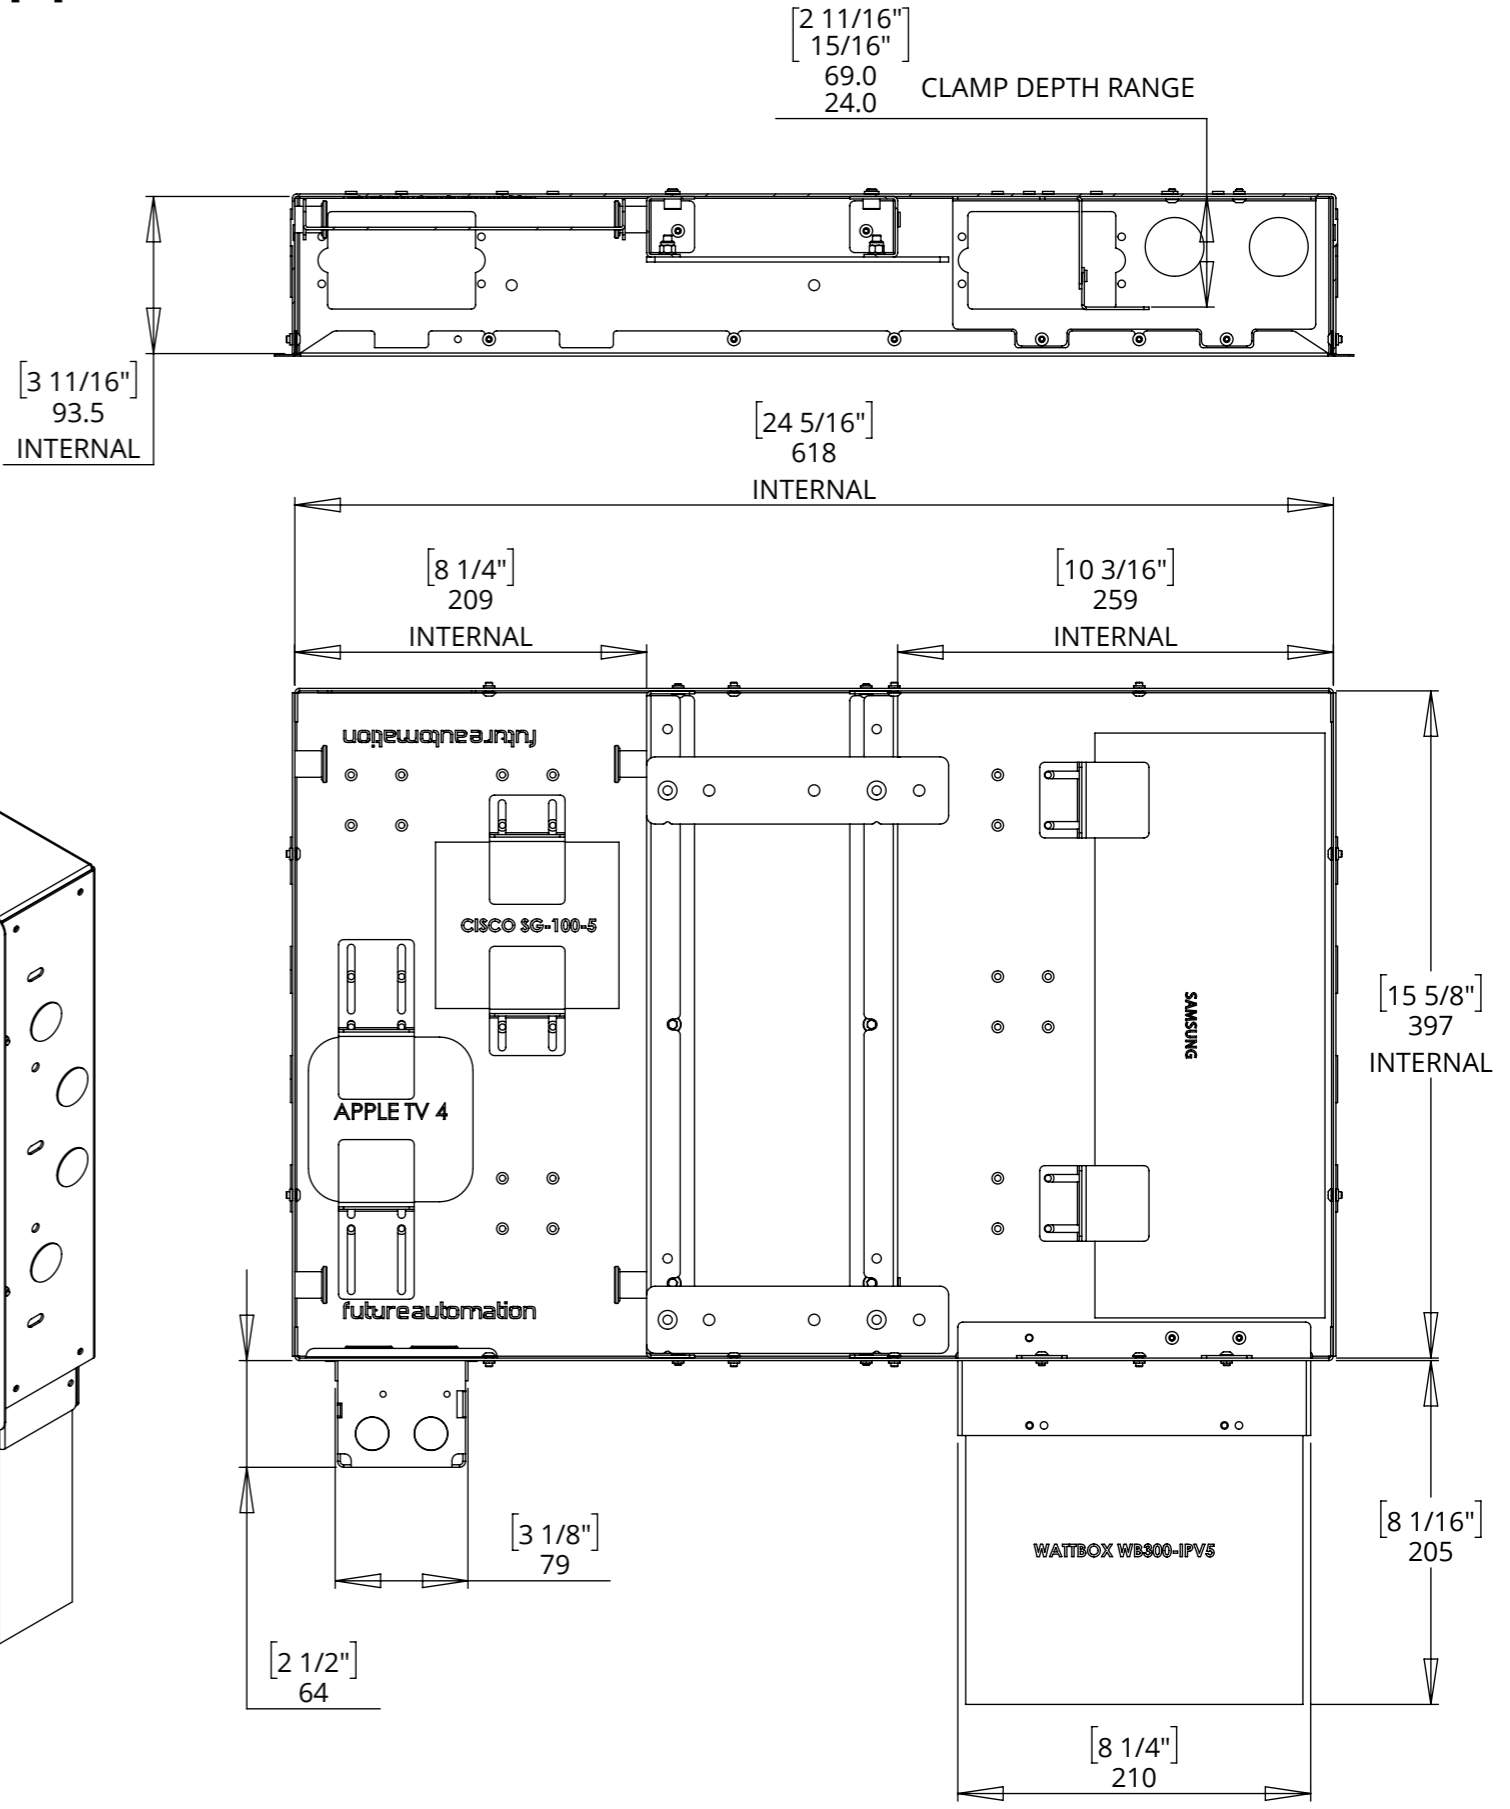 [2 11/16"]
15/16"
69.0
24.0
CLAMP DEPTH RANGE
[3 11/16"]
93.5
INTERNAL
[24 5/16"]
618
INTERNAL
[8 1/4"]
209
INTERNAL
[10 3/16"]
259
INTERNAL
futureautomation
CISCO SG-100-5
APPLE TV 4
SAMSUNG
[15 5/8"]
397
INTERNAL
futureautomation
[3 1/8"]
79
[2 1/2"]
64
WATTBOX WB300-IPV5
[8 1/16"]
205
[8 1/4"]
210